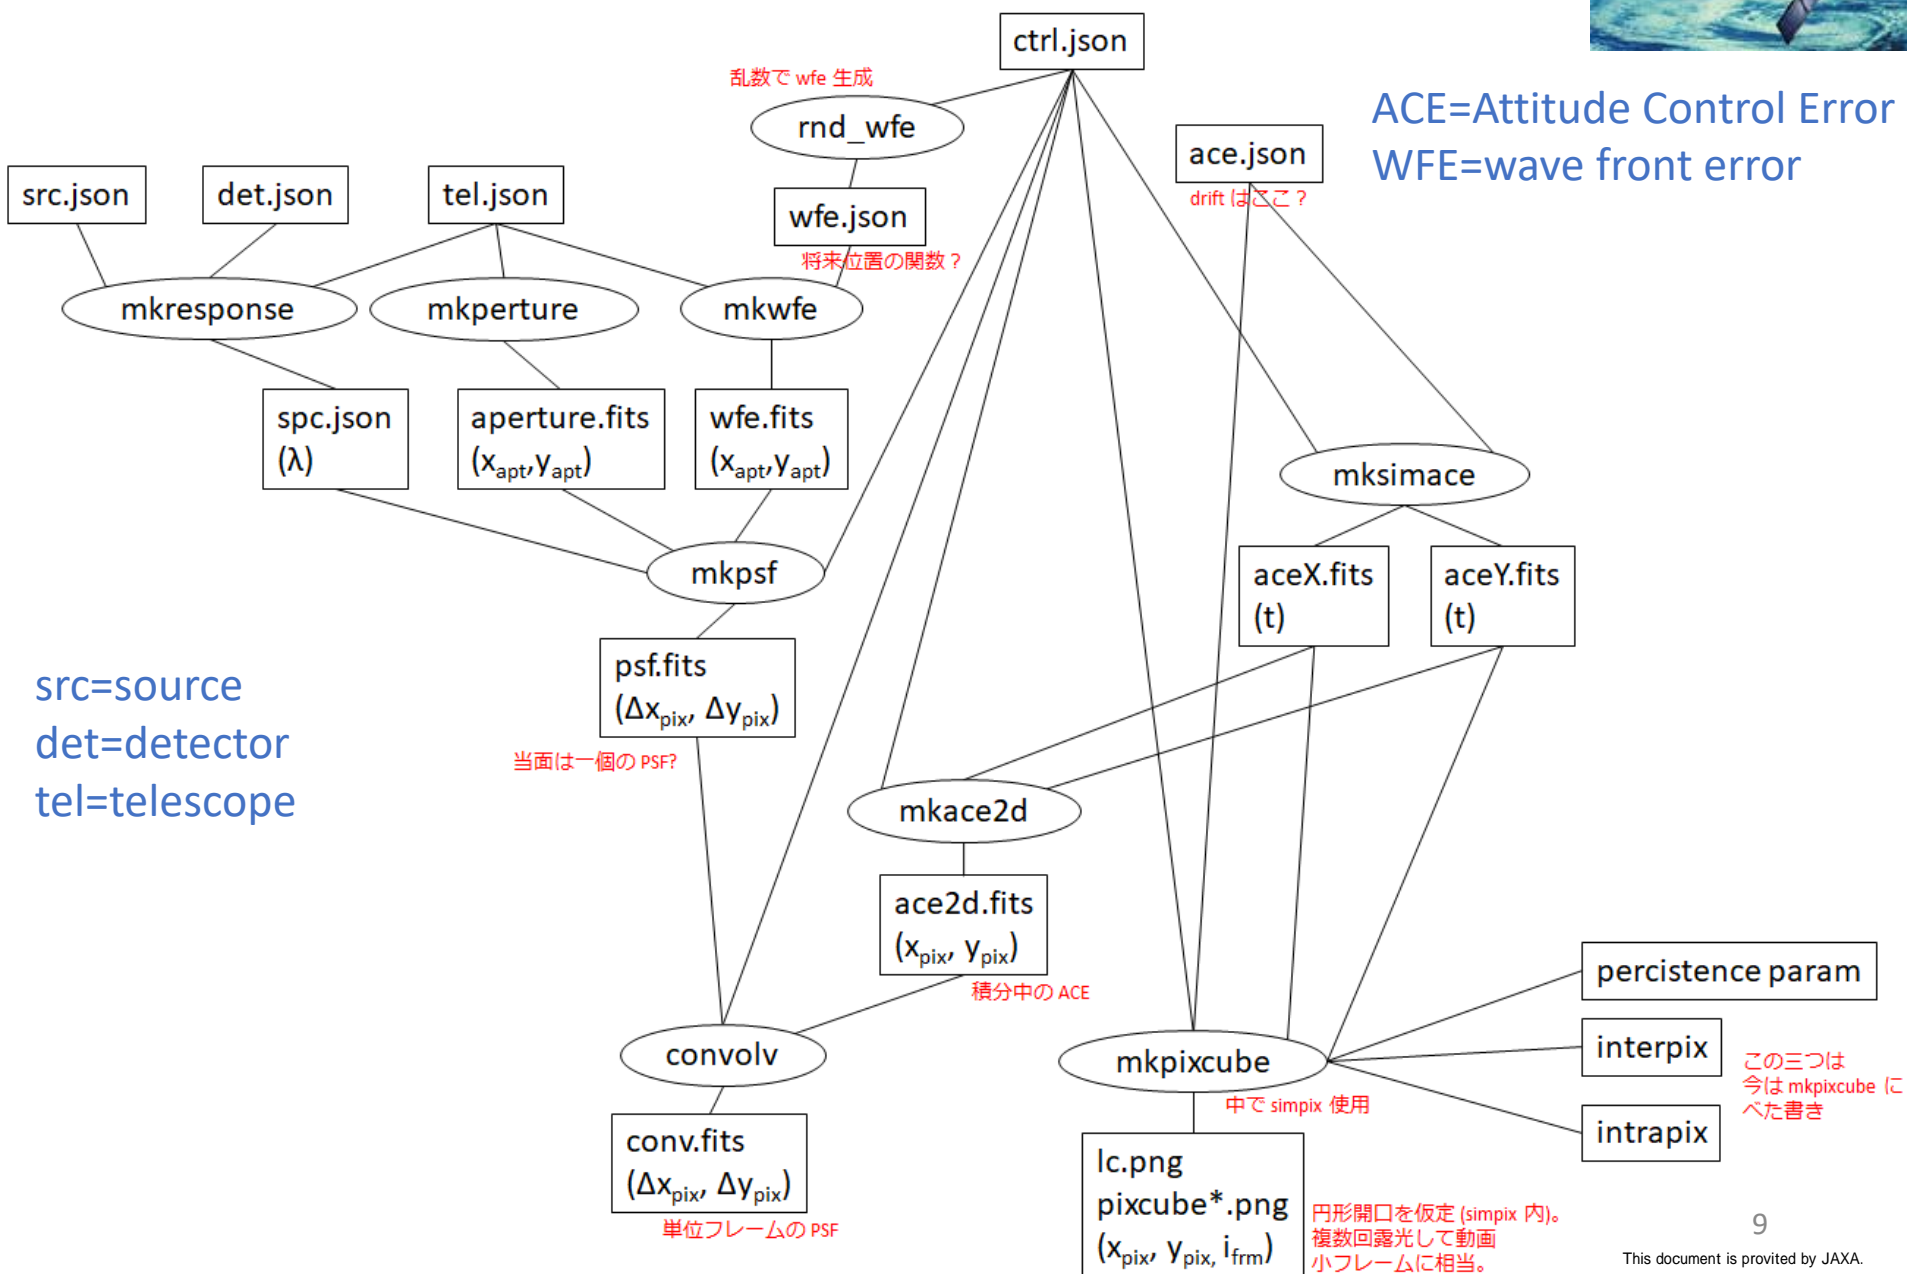 ctrl.json
乱数で wfe 生成
rnd_wfe
ACE=Attitude Control Error
WFE=wave front error
ace.json
drift はここ？
src.json
det.json
tel.json
wfe.json
将来位置の関数？
mkresponse
mkperture
mkwfe
spc.json
(λ)
aperture.fits
(xapt,yapt)
wfe.fits
(xapt,yapt)
mksimace
mkpsf
aceX.fits
(t)
aceY.fits
(t)
psf.fits
(Δxpix, Δypix)
当面は一個の PSF?
src=source
det=detector
tel=telescope
mkace2d
ace2d.fits
(xpix, ypix)
積分中の ACE
percistence param
interpix
intrapix
この三つは
今は mkpixcube に
べた書き
convolv
mkpixcube
中で simpix 使用
conv.fits
(Δxpix, Δypix)
単位フレームの PSF
lc.png
pixcube*.png
(xpix, ypix, ifrm)
円形開口を仮定 (simpix 内)。
複数回露光して動画
小フレームに相当。
9
This document is provited by JAXA.